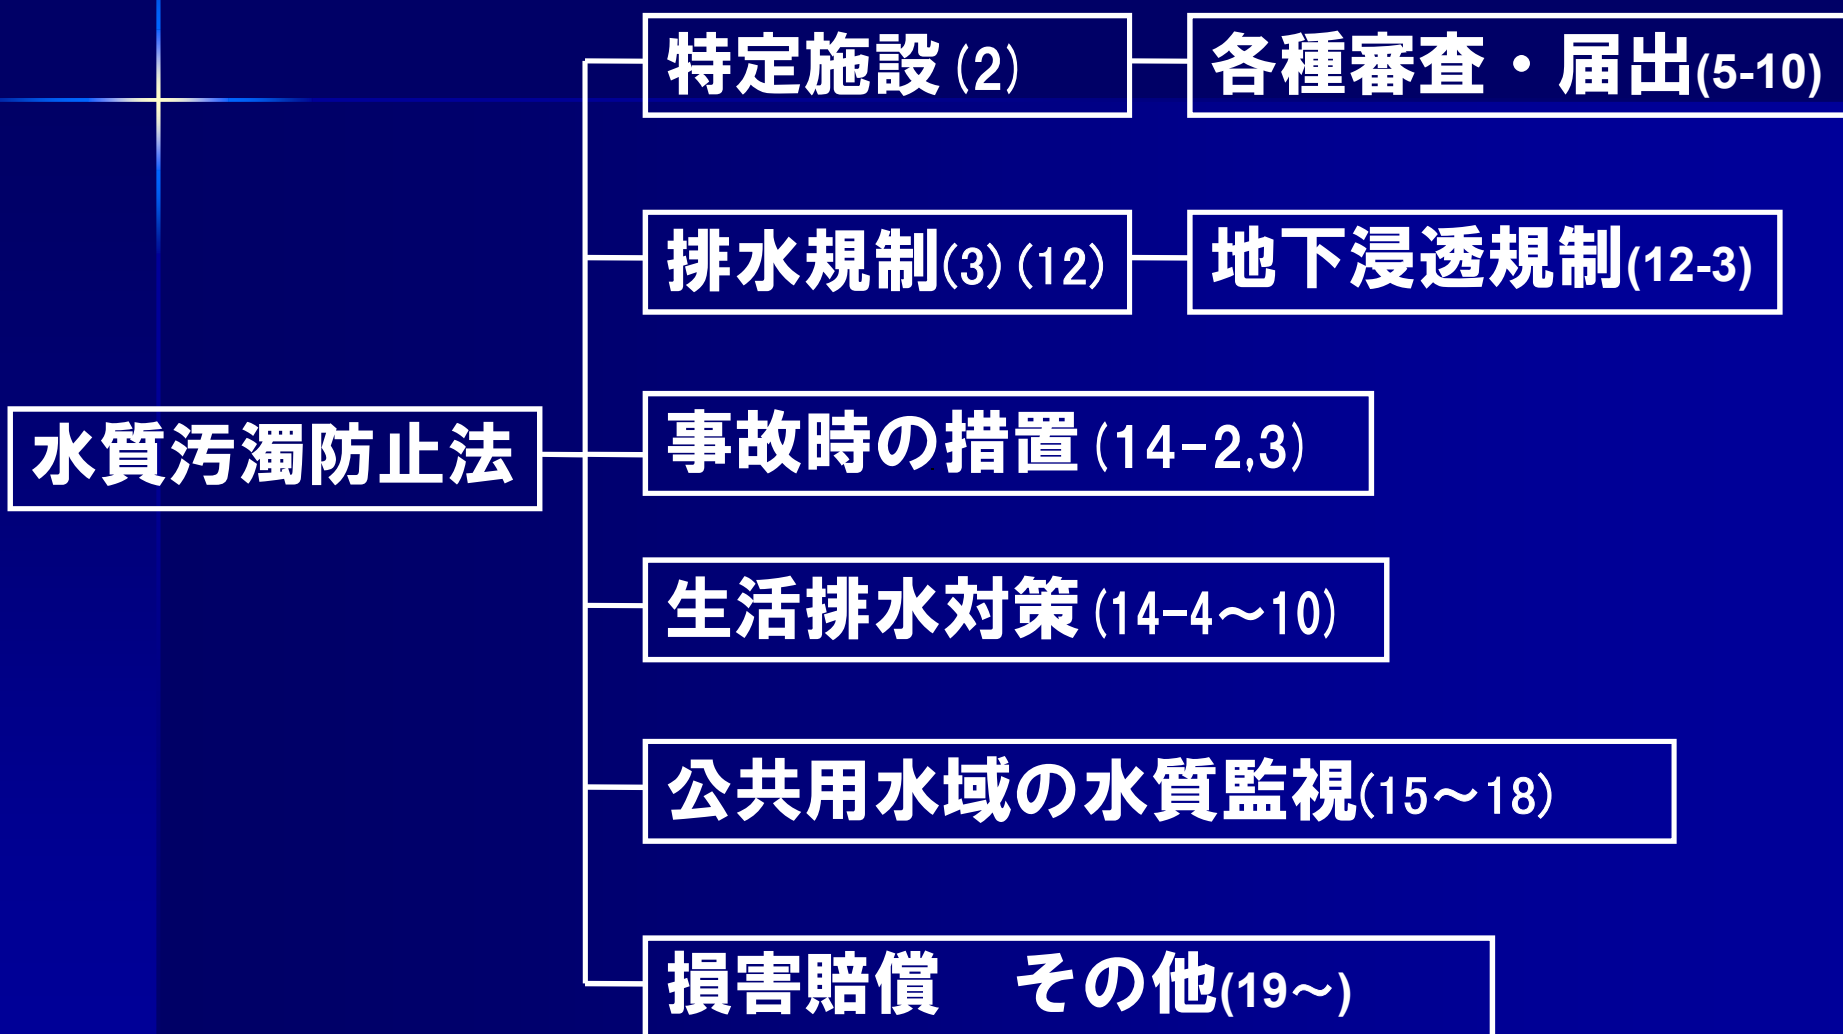 特定施設(2)
各種審査・届出(5-10)
排水規制(3)(12)
地下浸透規制(12-3)
水質汚濁防止法
事故時の措置(14-2,3)
生活排水対策(14-4～10)
公共用水域の水質監視(15～18)
損害賠償　その他(19～)